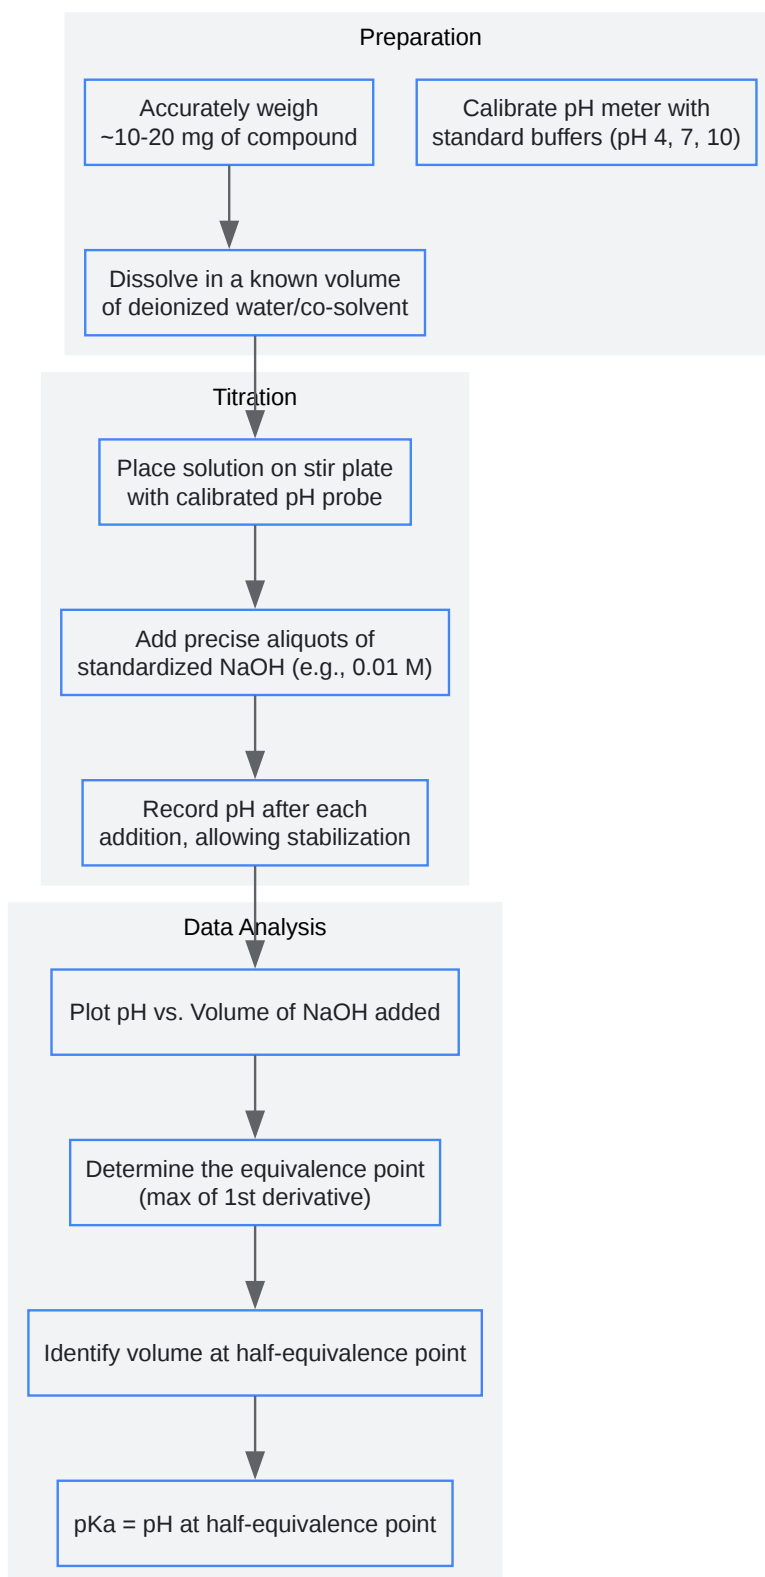 Preparation
Accurately weigh
~10-20 mg of compound
Calibrate pH meter with
standard buffers (pH 4, 7, 10)
Dissolve in a known volume
of deionized water/co-solvent
Titration
Place solution on stir plate
with calibrated pH probe
Add precise aliquots of
standardized NaOH (e.g., 0.01 M)
Record pH after each
addition, allowing stabilization
Data Analysis
Plot pH vs. Volume of NaOH added
Determine the equivalence point
(max of 1st derivative)
Identify volume at half-equivalence point
pKa = pH at half-equivalence point